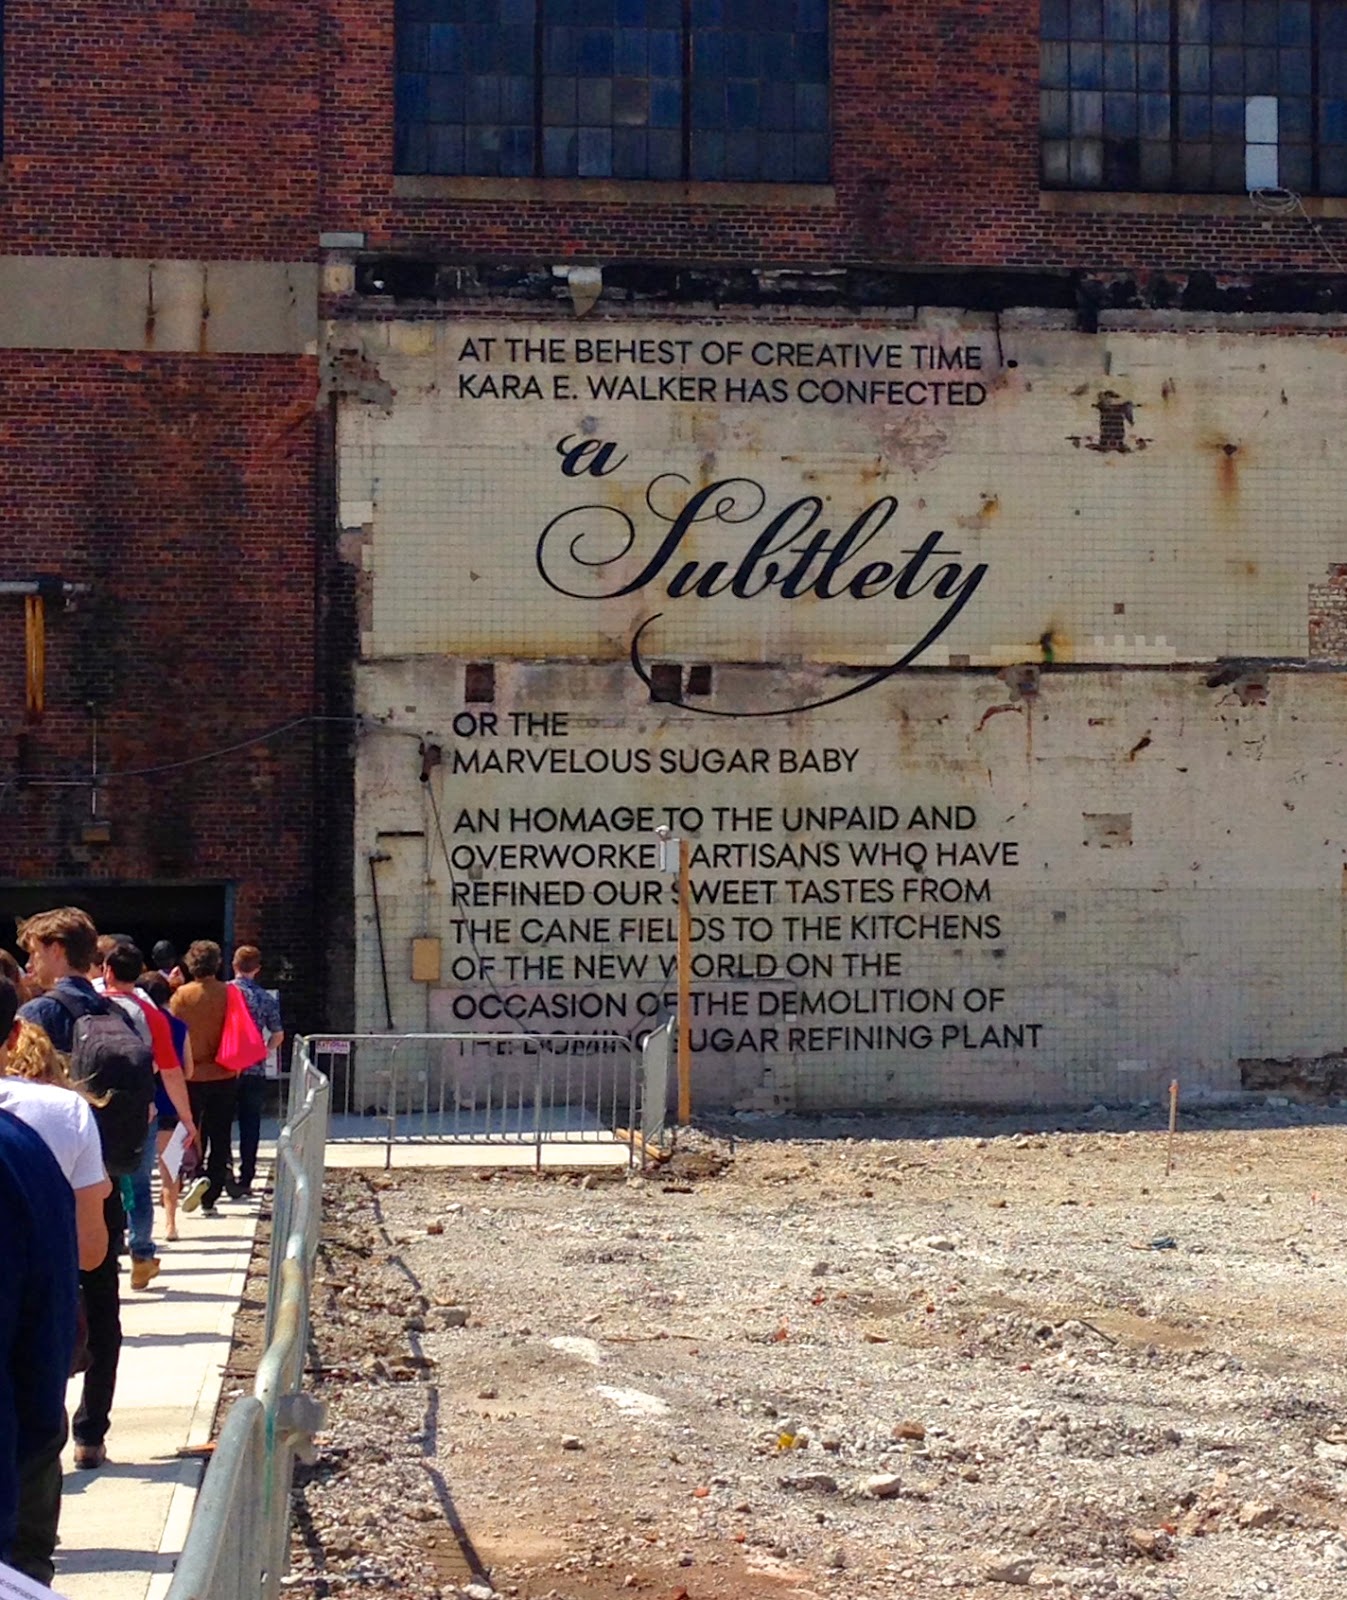 AT THE BEHEST OF CREATIVE TIME
KARA E. WALKER HAS CONFECTED
a
Subtlety
OR THE
MARVELOUS SUGAR BABY
AN HOMAGE TO THE UNPAID AND
OVERWORKED ARTISANS WHO HAVE
REFINED OUR SWEET TASTES FROM
THE CANE FIELDS TO THE KITCHENS
OF THE NEW WORLD ON THE
OCCASION OF THE DEMOLITION OF
THE DOMINO SUGAR REFINING PLANT